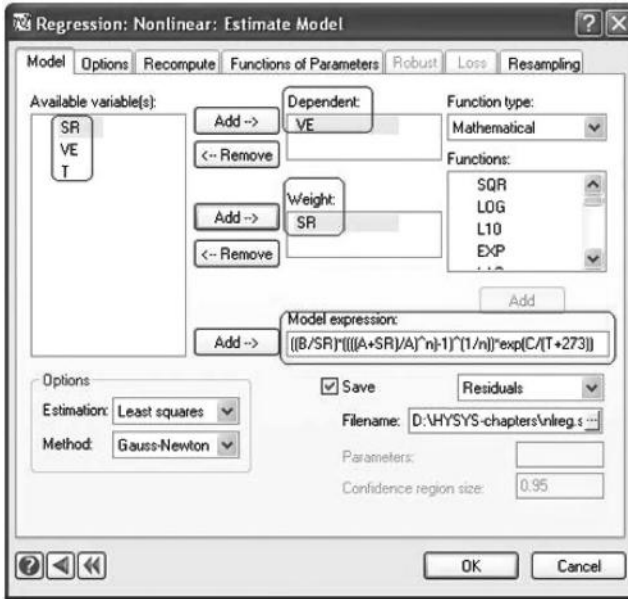 Regression: Nonlinear: Estimate Model
Model Options Recompute Functions of Parameters Robust Loss Resampling
Available variable(s):
SR
VE
T
Add -->
<-- Remove
Dependent:
VE
Function type:
Mathematical
Functions:
SQR
LOG
L10
EXP
Add -->
<-- Remove
Weight:
SR
Add
Add -->
Model expression:
((B/SR)*((((A+SR)/A)^n)-1)^(1/n))*exp(C/(T+273))
Options
Estimation: Least squares
Method: Gauss-Newton
Save
Residuals
Filename: D:\HYSYS-chapters\nlreg.s ...
Parameters:
Confidence region size: 0.95
OK
Cancel